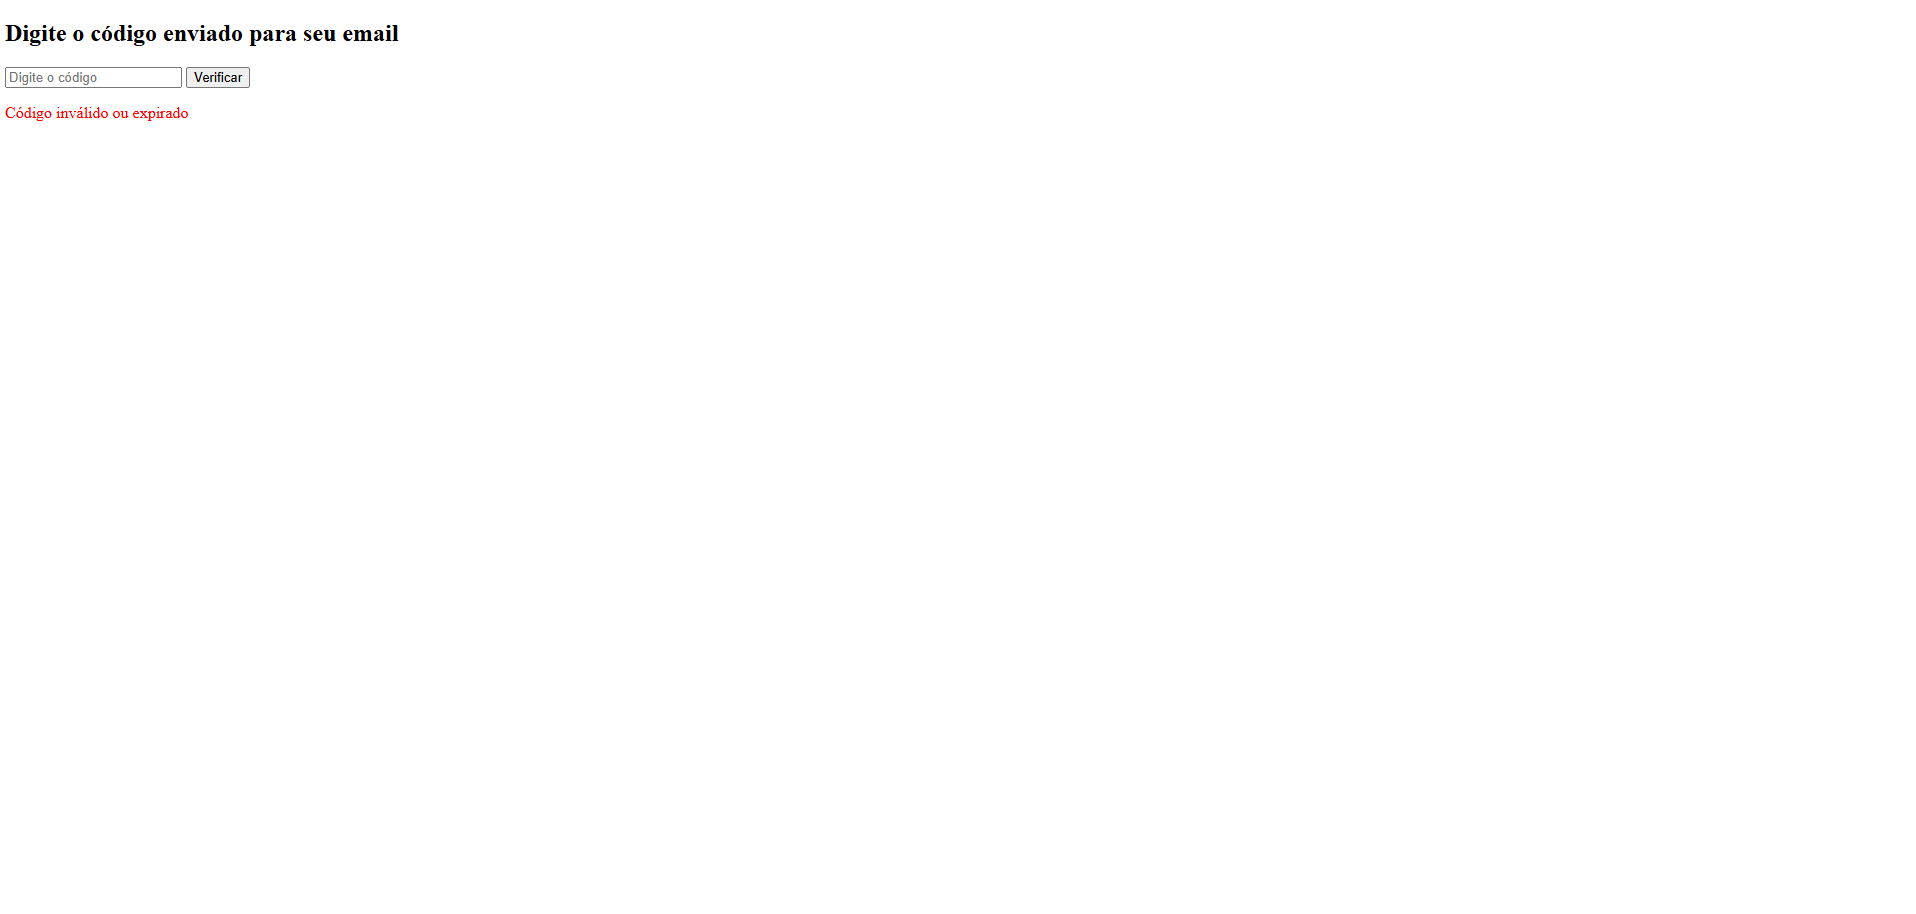 Digite o código enviado para seu email
Digite o código Verificar
Código inválido ou expirado